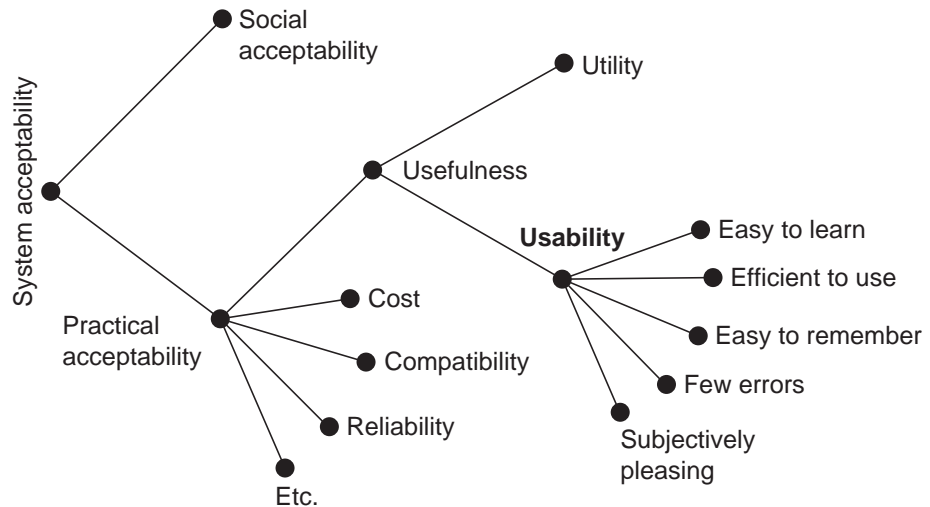 Social
acceptability
Utility
System acceptability
Usefulness
Usability
Easy to learn
Efficient to use
Cost
Practical
acceptability
Easy to remember
Compatibility
Few errors
Reliability
Subjectively
pleasing
Etc.